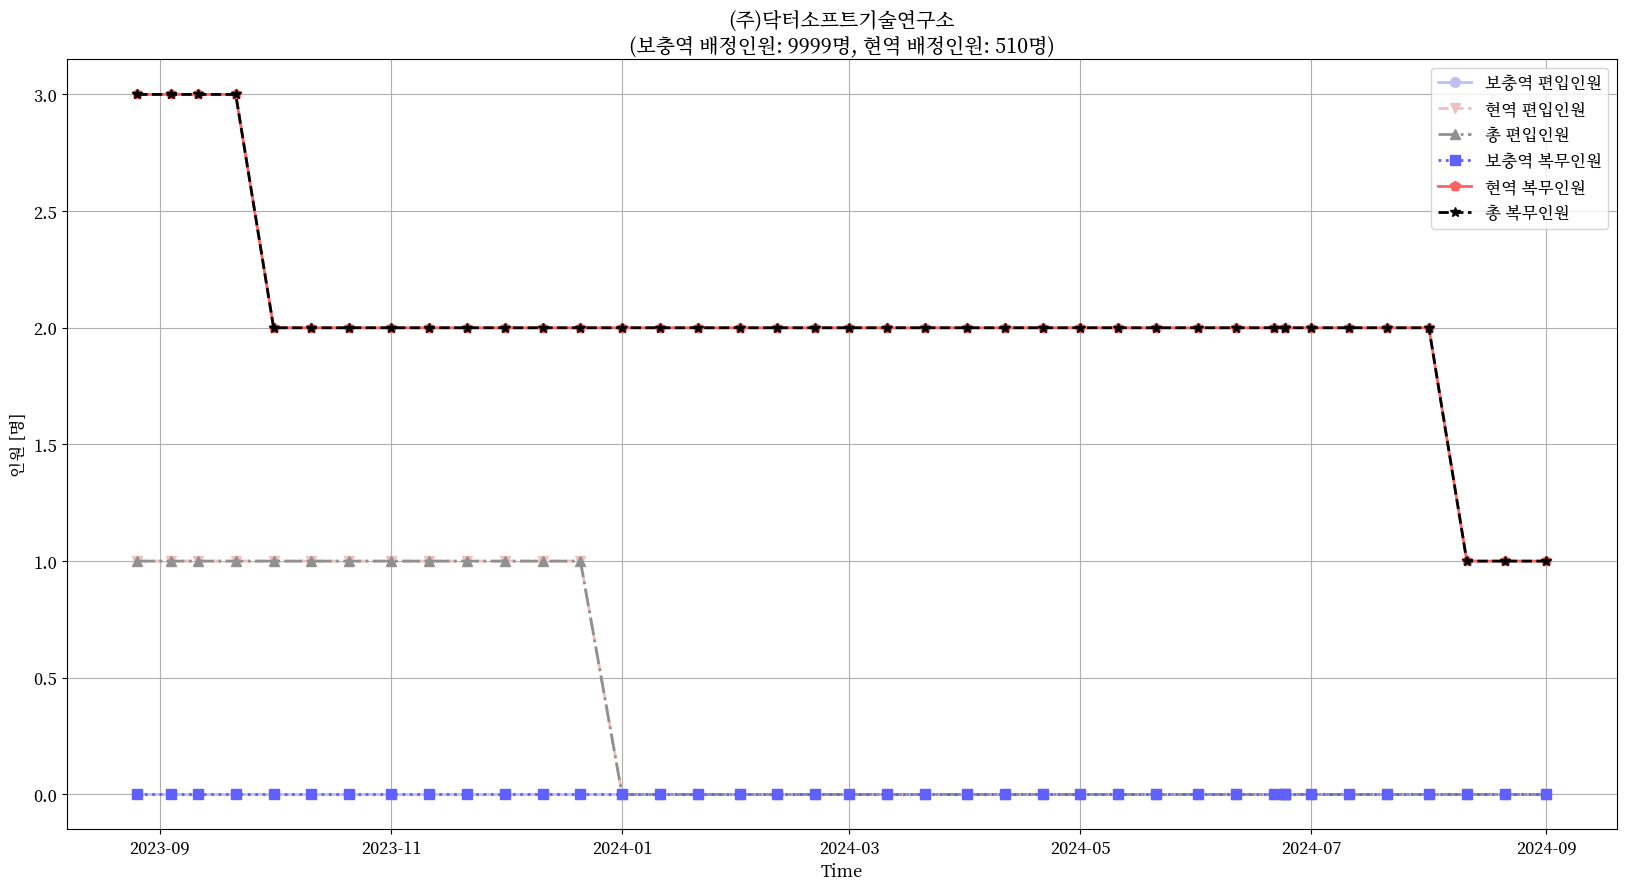 (주)닥터소프트기술연구소
(보충역 배정인원: 9999명, 현역 배정인원: 510명)
보충역 편입인원
현역 편입인원
총 편입인원
보충역 복무인원
현역 복무인원
총 복무인원
인원 [명]
3.0
2.5
2.0
1.5
1.0
0.5
0.0
2023-09
2023-11
2024-01
2024-03
2024-05
2024-07
2024-09
Time